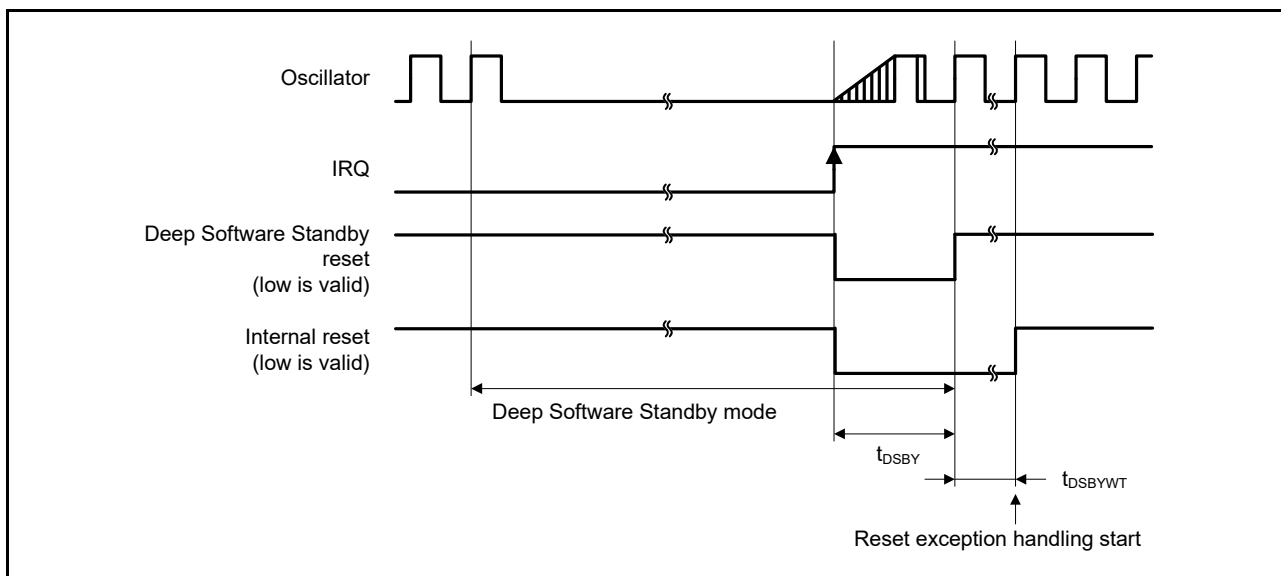 Oscillator
IRQ
Deep Software Standby
reset
(low is valid)
Internal reset
(low is valid)
Deep Software Standby mode
tDSBY
tDSBYWT
Reset exception handling start